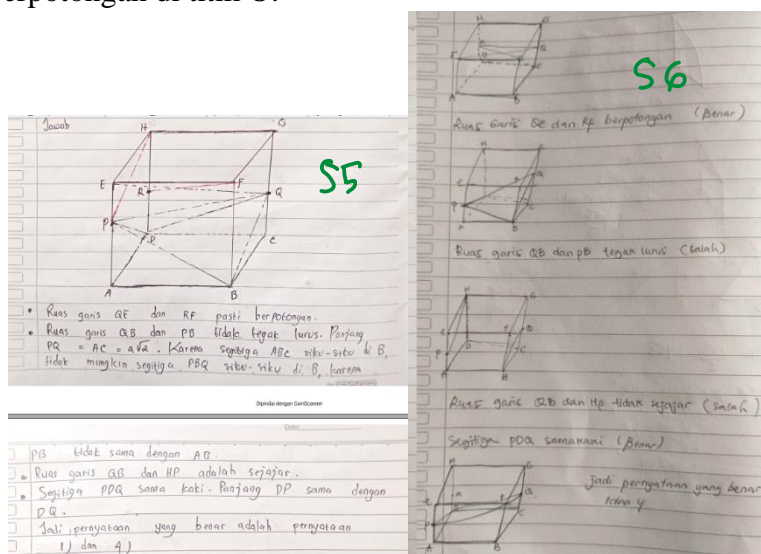 erpotongan di titik O.
Jawab
H
G
E
F
R
Q
S5
P
D
C
A
B
• Ruas garis QE dan RF pasti berpotongan.
• Ruas garis QB dan PB tidak tegak lurus. Panjang
PQ = AC = a√2. Karena segitiga ABC siku-siku di B,
tidak mungkin segitiga PBQ siku-siku di B, karena
Dipindai dengan CamScanner
PB tidak sama dengan AB.
• Ruas garis QB dan HP adalah sejajar.
• Segitiga PDQ sama kaki. Panjang DP sama dengan
DQ.
Jadi, pernyataan yang benar adalah pernyataan
1) dan 4)
S6
Ruas Garis QE dan RF berpotongan (Benar)
Ruas garis QB dan pB tegak lurus (salah)
Ruas garis QB dan Hp tidak sejajar (salah)
Segitiga PDQ samakaki (Benar)
jadi pernyataan yang benar
1 dan 4